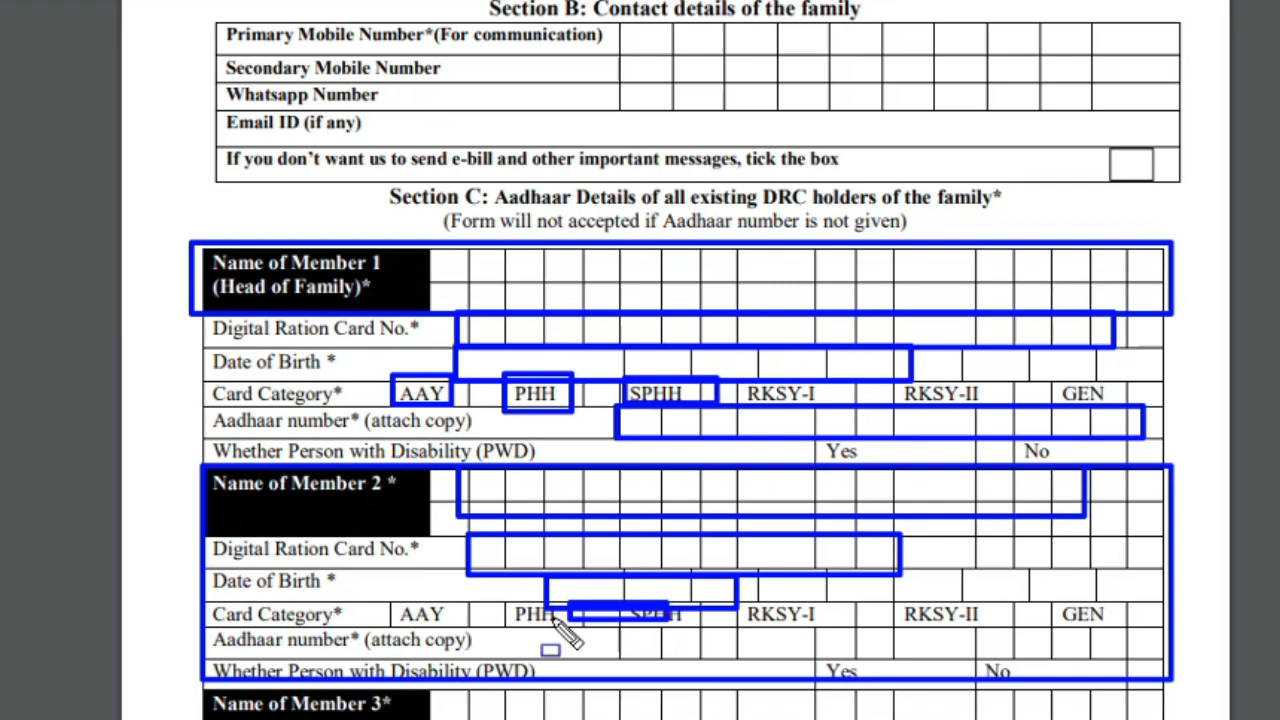 Section B: Contact details of the family
Primary Mobile Number*(For communication)
Secondary Mobile Number
Whatsapp Number
Email ID (if any)
If you don't want us to send e-bill and other important messages, tick the box
Section C: Aadhaar Details of all existing DRC holders of the family*
(Form will not accepted if Aadhaar number is not given)
Name of Member 1
(Head of Family)*
Digital Ration Card No.*
Date of Birth *
Card Category* AAY PHH SPHH RKSY-I RKSY-II GEN
Aadhaar number* (attach copy)
Whether Person with Disability (PWD) Yes No
Name of Member 2 *
Digital Ration Card No.*
Date of Birth *
Card Category* AAY PHH SPHH RKSY-I RKSY-II GEN
Aadhaar number* (attach copy)
Whether Person with Disability (PWD) Yes No
Name of Member 3*